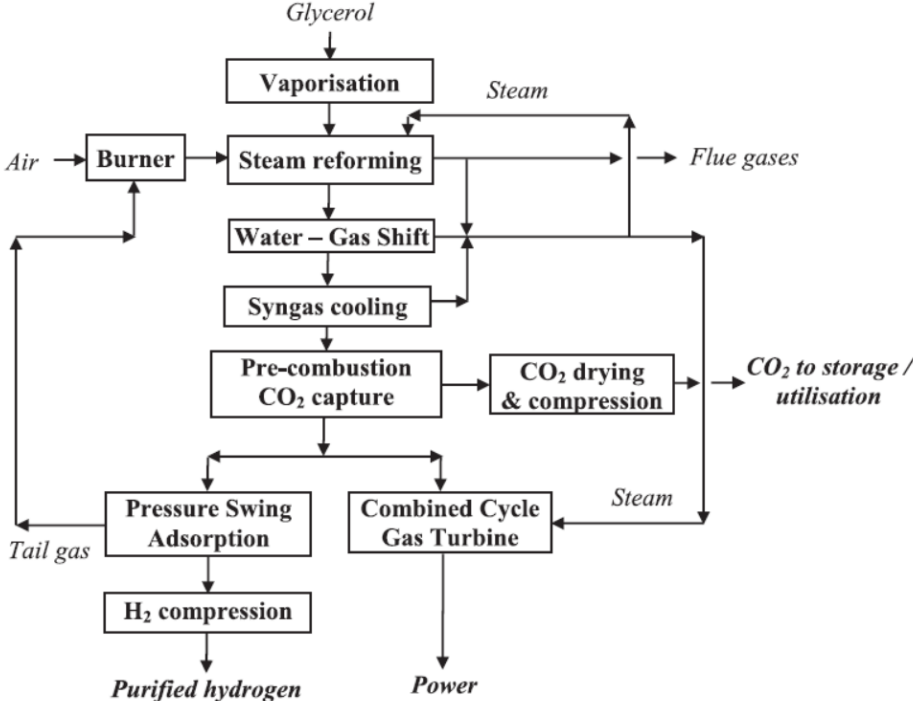 Glycerol
Vaporisation
Steam
Air
Burner
Steam reforming
Flue gases
Water – Gas Shift
Syngas cooling
Pre-combustion
CO₂ capture
CO₂ drying
& compression
CO₂ to storage /
utilisation
Pressure Swing
Adsorption
Combined Cycle
Gas Turbine
Steam
Tail gas
H₂ compression
Purified hydrogen
Power